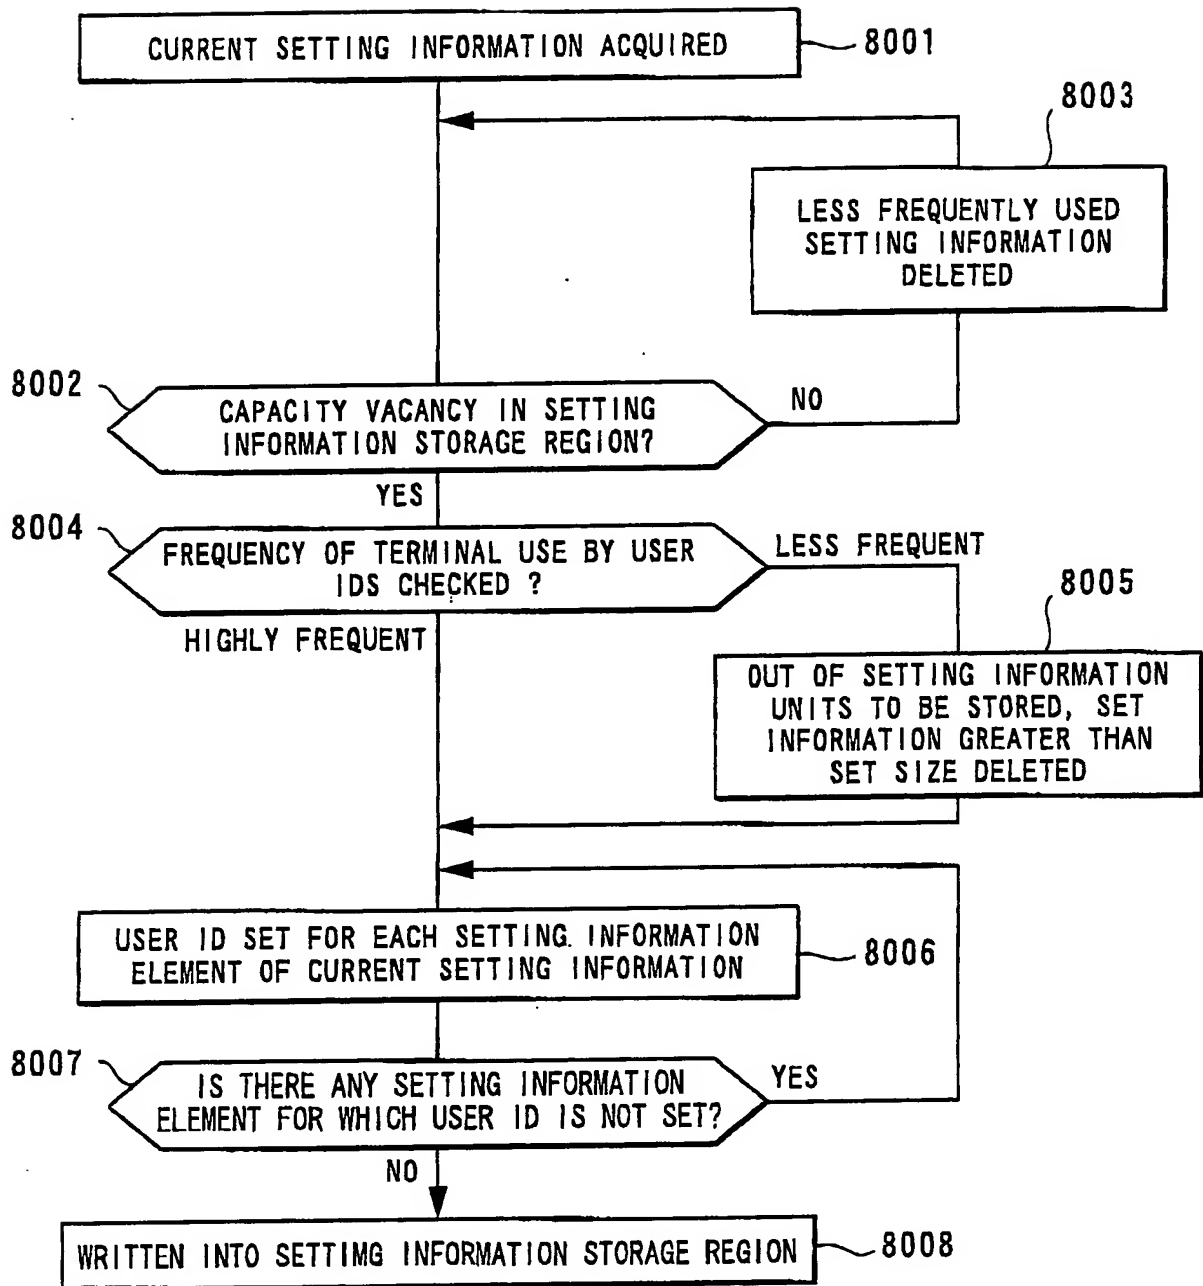 CURRENT SETTING INFORMATION ACQUIRED
8001
8003
LESS FREQUENTLY USED
SETTING INFORMATION
DELETED
8002
CAPACITY VACANCY IN SETTING
INFORMATION STORAGE REGION?
NO
YES
8004
FREQUENCY OF TERMINAL USE BY USER
IDS CHECKED ?
LESS FREQUENT
HIGHLY FREQUENT
8005
OUT OF SETTING INFORMATION
UNITS TO BE STORED, SET
INFORMATION GREATER THAN
SET SIZE DELETED
USER ID SET FOR EACH SETTING INFORMATION
ELEMENT OF CURRENT SETTING INFORMATION
8006
8007
IS THERE ANY SETTING INFORMATION
ELEMENT FOR WHICH USER ID IS NOT SET?
YES
NO
WRITTEN INTO SETTIMG INFORMATION STORAGE REGION
8008